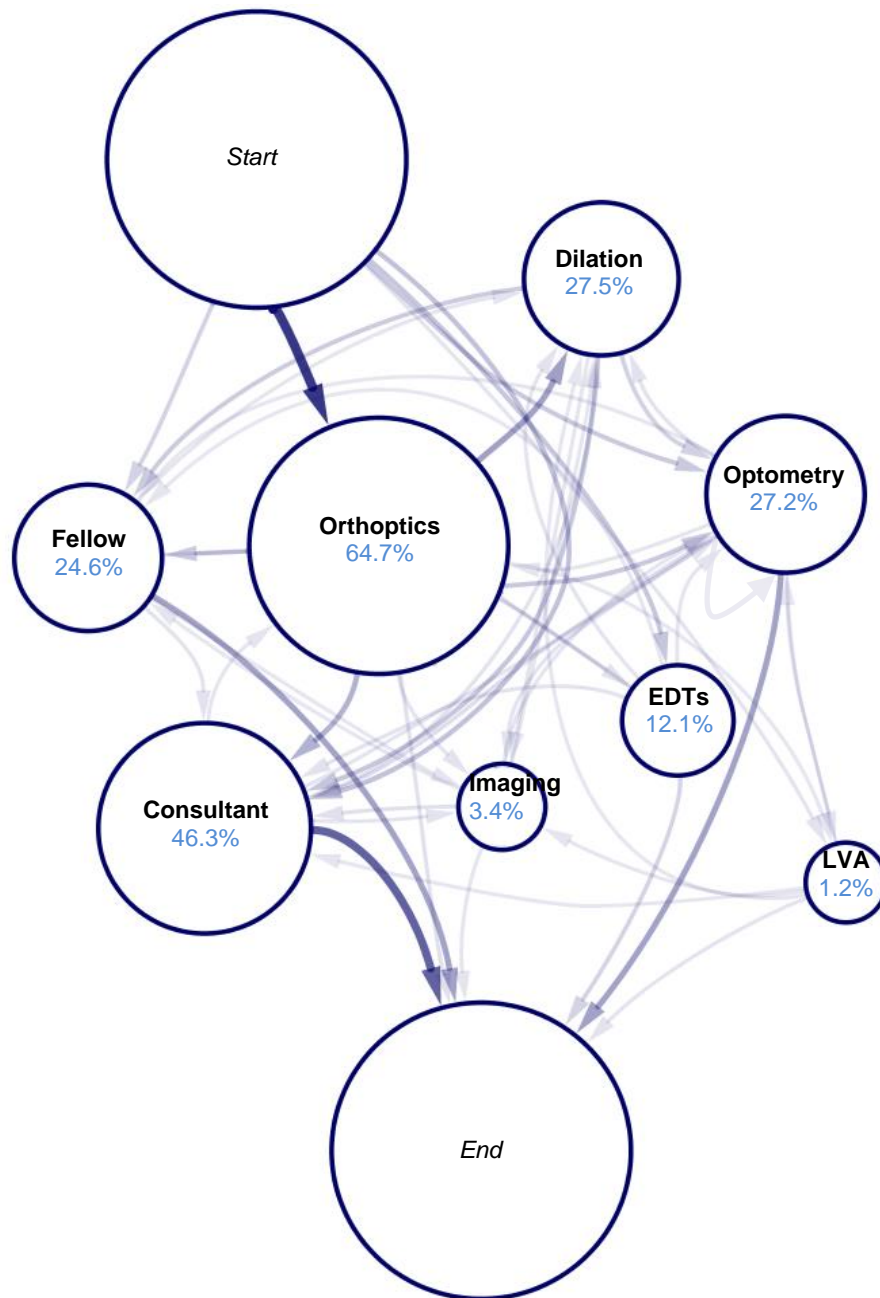 Start
Dilation
27.5%
Optometry
27.2%
Orthoptics
64.7%
Fellow
24.6%
EDTs
12.1%
Imaging
3.4%
Consultant
46.3%
LVA
1.2%
End